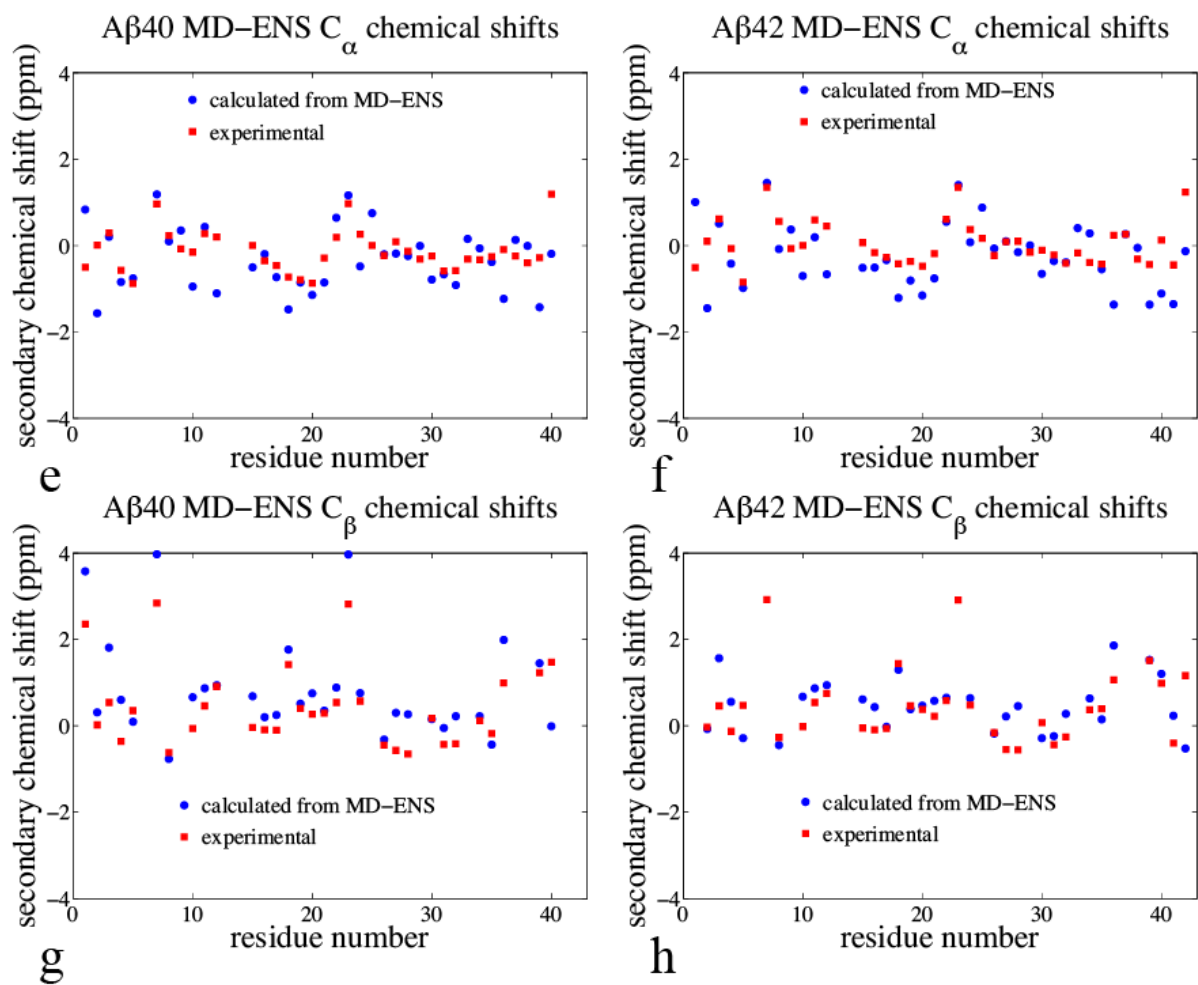 Aβ40 MD−ENS Cα chemical shifts
secondary chemical shift (ppm)
4
2
0
−2
−4
calculated from MD−ENS
experimental
0 10 20 30 40
residue number
e
Aβ42 MD−ENS Cα chemical shifts
secondary chemical shift (ppm)
4
2
0
−2
−4
calculated from MD−ENS
experimental
0 10 20 30 40
residue number
f
Aβ40 MD−ENS Cβ chemical shifts
secondary chemical shift (ppm)
4
2
0
−2
−4
calculated from MD−ENS
experimental
0 10 20 30 40
residue number
g
Aβ42 MD−ENS Cβ chemical shifts
secondary chemical shift (ppm)
4
2
0
−2
−4
calculated from MD−ENS
experimental
0 10 20 30 40
residue number
h